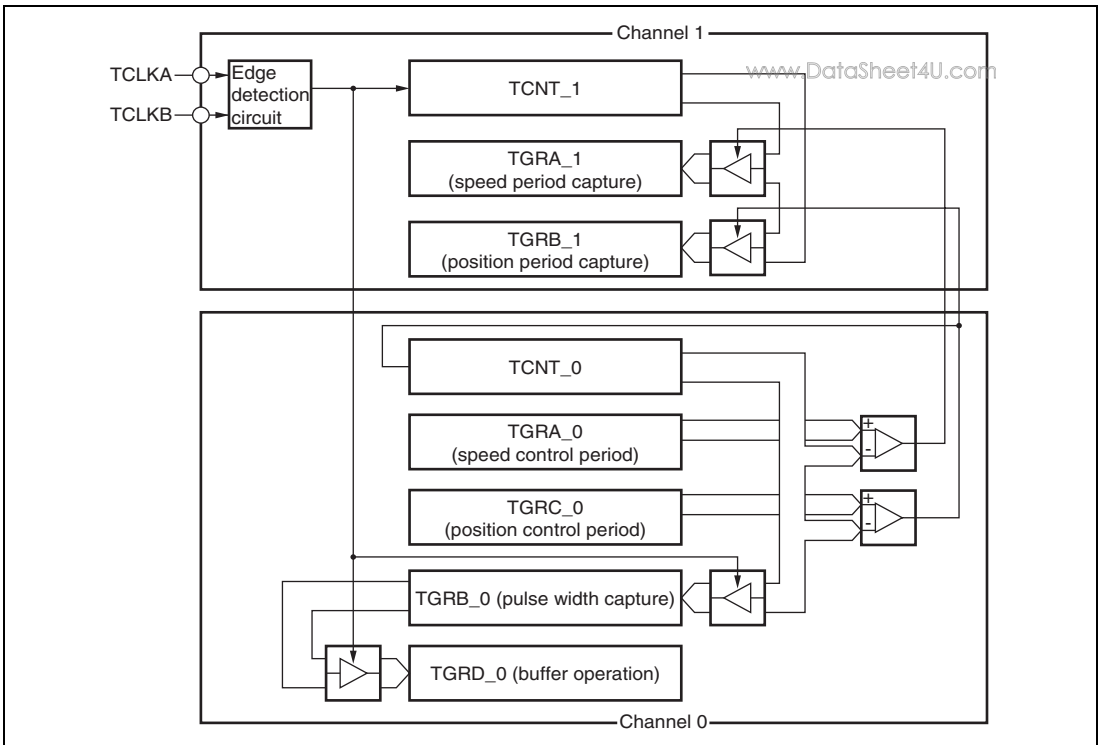 Channel 1
www.DataSheet4U.com
TCLKA
TCLKB
Edge
detection
circuit
TCNT_1
TGRA_1
(speed period capture)
TGRB_1
(position period capture)
TCNT_0
TGRA_0
(speed control period)
+
-
TGRC_0
(position control period)
+
-
TGRB_0 (pulse width capture)
TGRD_0 (buffer operation)
Channel 0